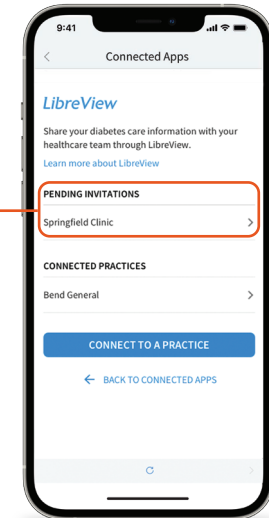 9:41
Connected Apps
LibreView
Share your diabetes care information with your
healthcare team through LibreView.
Learn more about LibreView
PENDING INVITATIONS
Springfield Clinic
CONNECTED PRACTICES
Bend General
CONNECT TO A PRACTICE
BACK TO CONNECTED APPS